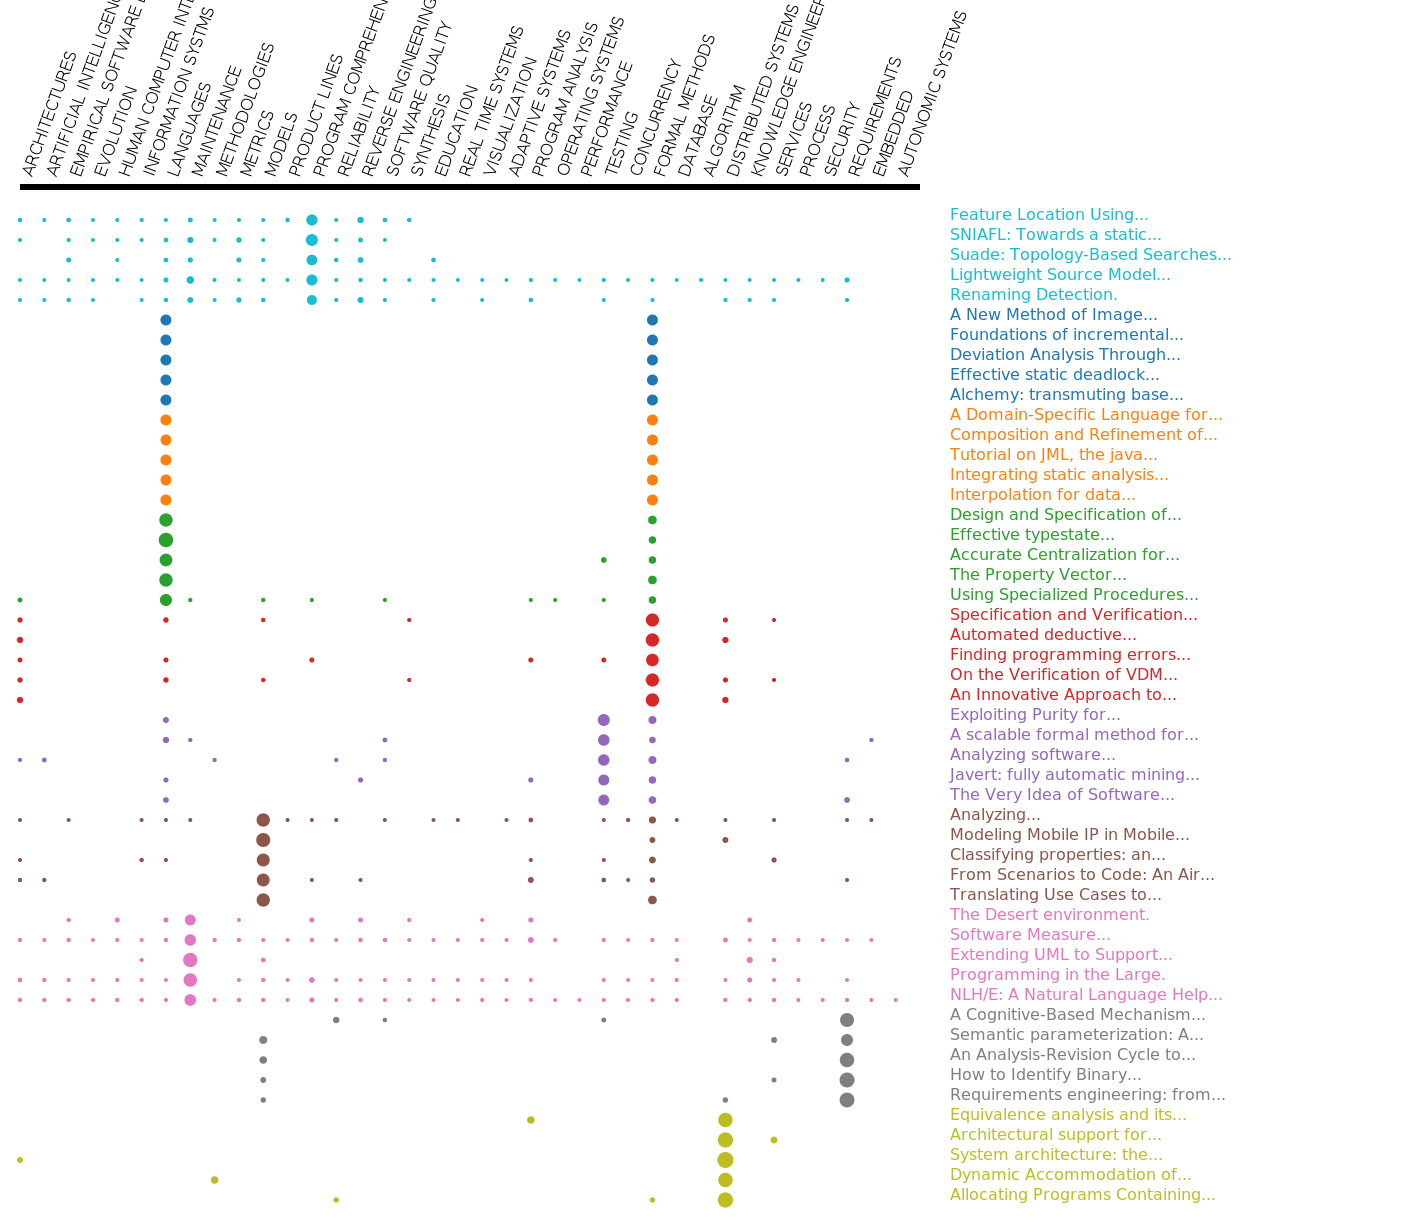 ARCHITECTURES
ARTIFICIAL INTELLIGENC
EMPIRICAL SOFTWARE
EVOLUTION
HUMAN COMPUTER INTE
INFORMATION SYSTMS
LANGUAGES
MAINTENANCE
METHODOLOGIES
METRICS
MODELS
PRODUCT LINES
PROGRAM COMPREHEN
RELIABILITY
REVERSE ENGINEERING
SOFTWARE QUALITY
SYNTHESIS
EDUCATION
REAL TIME SYSTEMS
VISUALIZATION
ADAPTIVE SYSTEMS
PROGRAM ANALYSIS
OPERATING SYSTEMS
PERFORMANCE
TESTING
CONCURRENCY
FORMAL METHODS
DATABASE
ALGORITHM
DISTRIBUTED SYSTEMS
KNOWLEDGE ENGINEER
SERVICES
PROCESS
SECURITY
REQUIREMENTS
EMBEDDED
AUTONOMIC SYSTEMS
Feature Location Using...
SNIAFL: Towards a static...
Suade: Topology-Based Searches...
Lightweight Source Model...
Renaming Detection.
A New Method of Image...
Foundations of incremental...
Deviation Analysis Through...
Effective static deadlock...
Alchemy: transmuting base...
A Domain-Specific Language for...
Composition and Refinement of...
Tutorial on JML, the java...
Integrating static analysis...
Interpolation for data...
Design and Specification of...
Effective typestate...
Accurate Centralization for...
The Property Vector...
Using Specialized Procedures...
Specification and Verification...
Automated deductive...
Finding programming errors...
On the Verification of VDM...
An Innovative Approach to...
Exploiting Purity for...
A scalable formal method for...
Analyzing software...
Javert: fully automatic mining...
The Very Idea of Software...
Analyzing...
Modeling Mobile IP in Mobile...
Classifying properties: an...
From Scenarios to Code: An Air...
Translating Use Cases to...
The Desert environment.
Software Measure...
Extending UML to Support...
Programming in the Large.
NLH/E: A Natural Language Help...
A Cognitive-Based Mechanism...
Semantic parameterization: A...
An Analysis-Revision Cycle to...
How to Identify Binary...
Requirements engineering: from...
Equivalence analysis and its...
Architectural support for...
System architecture: the...
Dynamic Accommodation of...
Allocating Programs Containing...